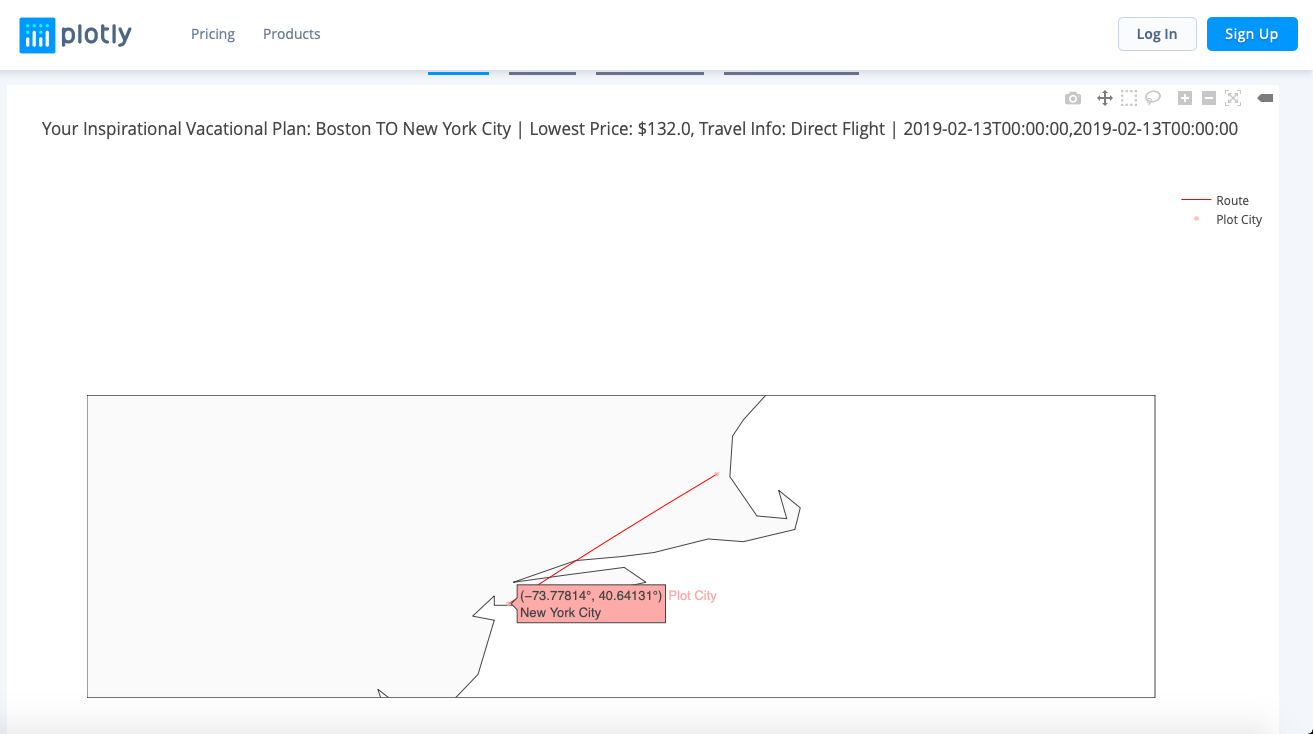 plotly
Pricing
Products
Log In
Sign Up
Your Inspirational Vacational Plan: Boston TO New York City | Lowest Price: $132.0, Travel Info: Direct Flight | 2019-02-13T00:00:00,2019-02-13T00:00:00
Route
Plot City
(−73.77814°, 40.64131°) Plot City
New York City